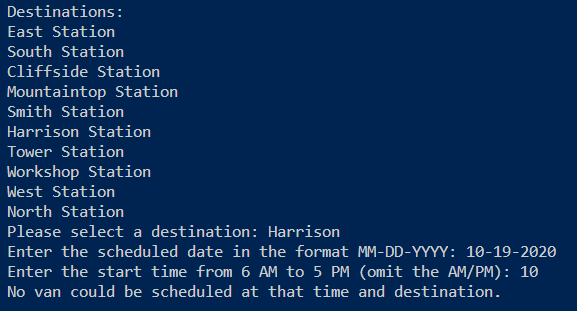 Destinations:
East Station
South Station
Cliffside Station
Mountaintop Station
Smith Station
Harrison Station
Tower Station
Workshop Station
West Station
North Station
Please select a destination: Harrison
Enter the scheduled date in the format MM-DD-YYYY: 10-19-2020
Enter the start time from 6 AM to 5 PM (omit the AM/PM): 10
No van could be scheduled at that time and destination.